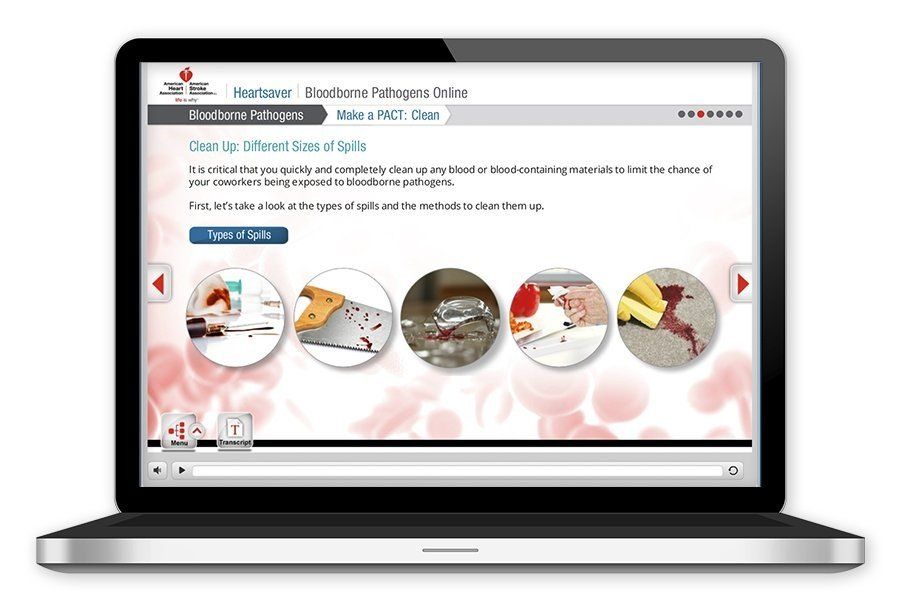 American
Heart
Association
American
Stroke
Association
life is why
Heartsaver
Bloodborne Pathogens Online
Bloodborne Pathogens
Make a PACT: Clean
Clean Up: Different Sizes of Spills
It is critical that you quickly and completely clean up any blood or blood-containing materials to limit the chance of
your coworkers being exposed to bloodborne pathogens.
First, let's take a look at the types of spills and the methods to clean them up.
Types of Spills
Menu
T
Transcript